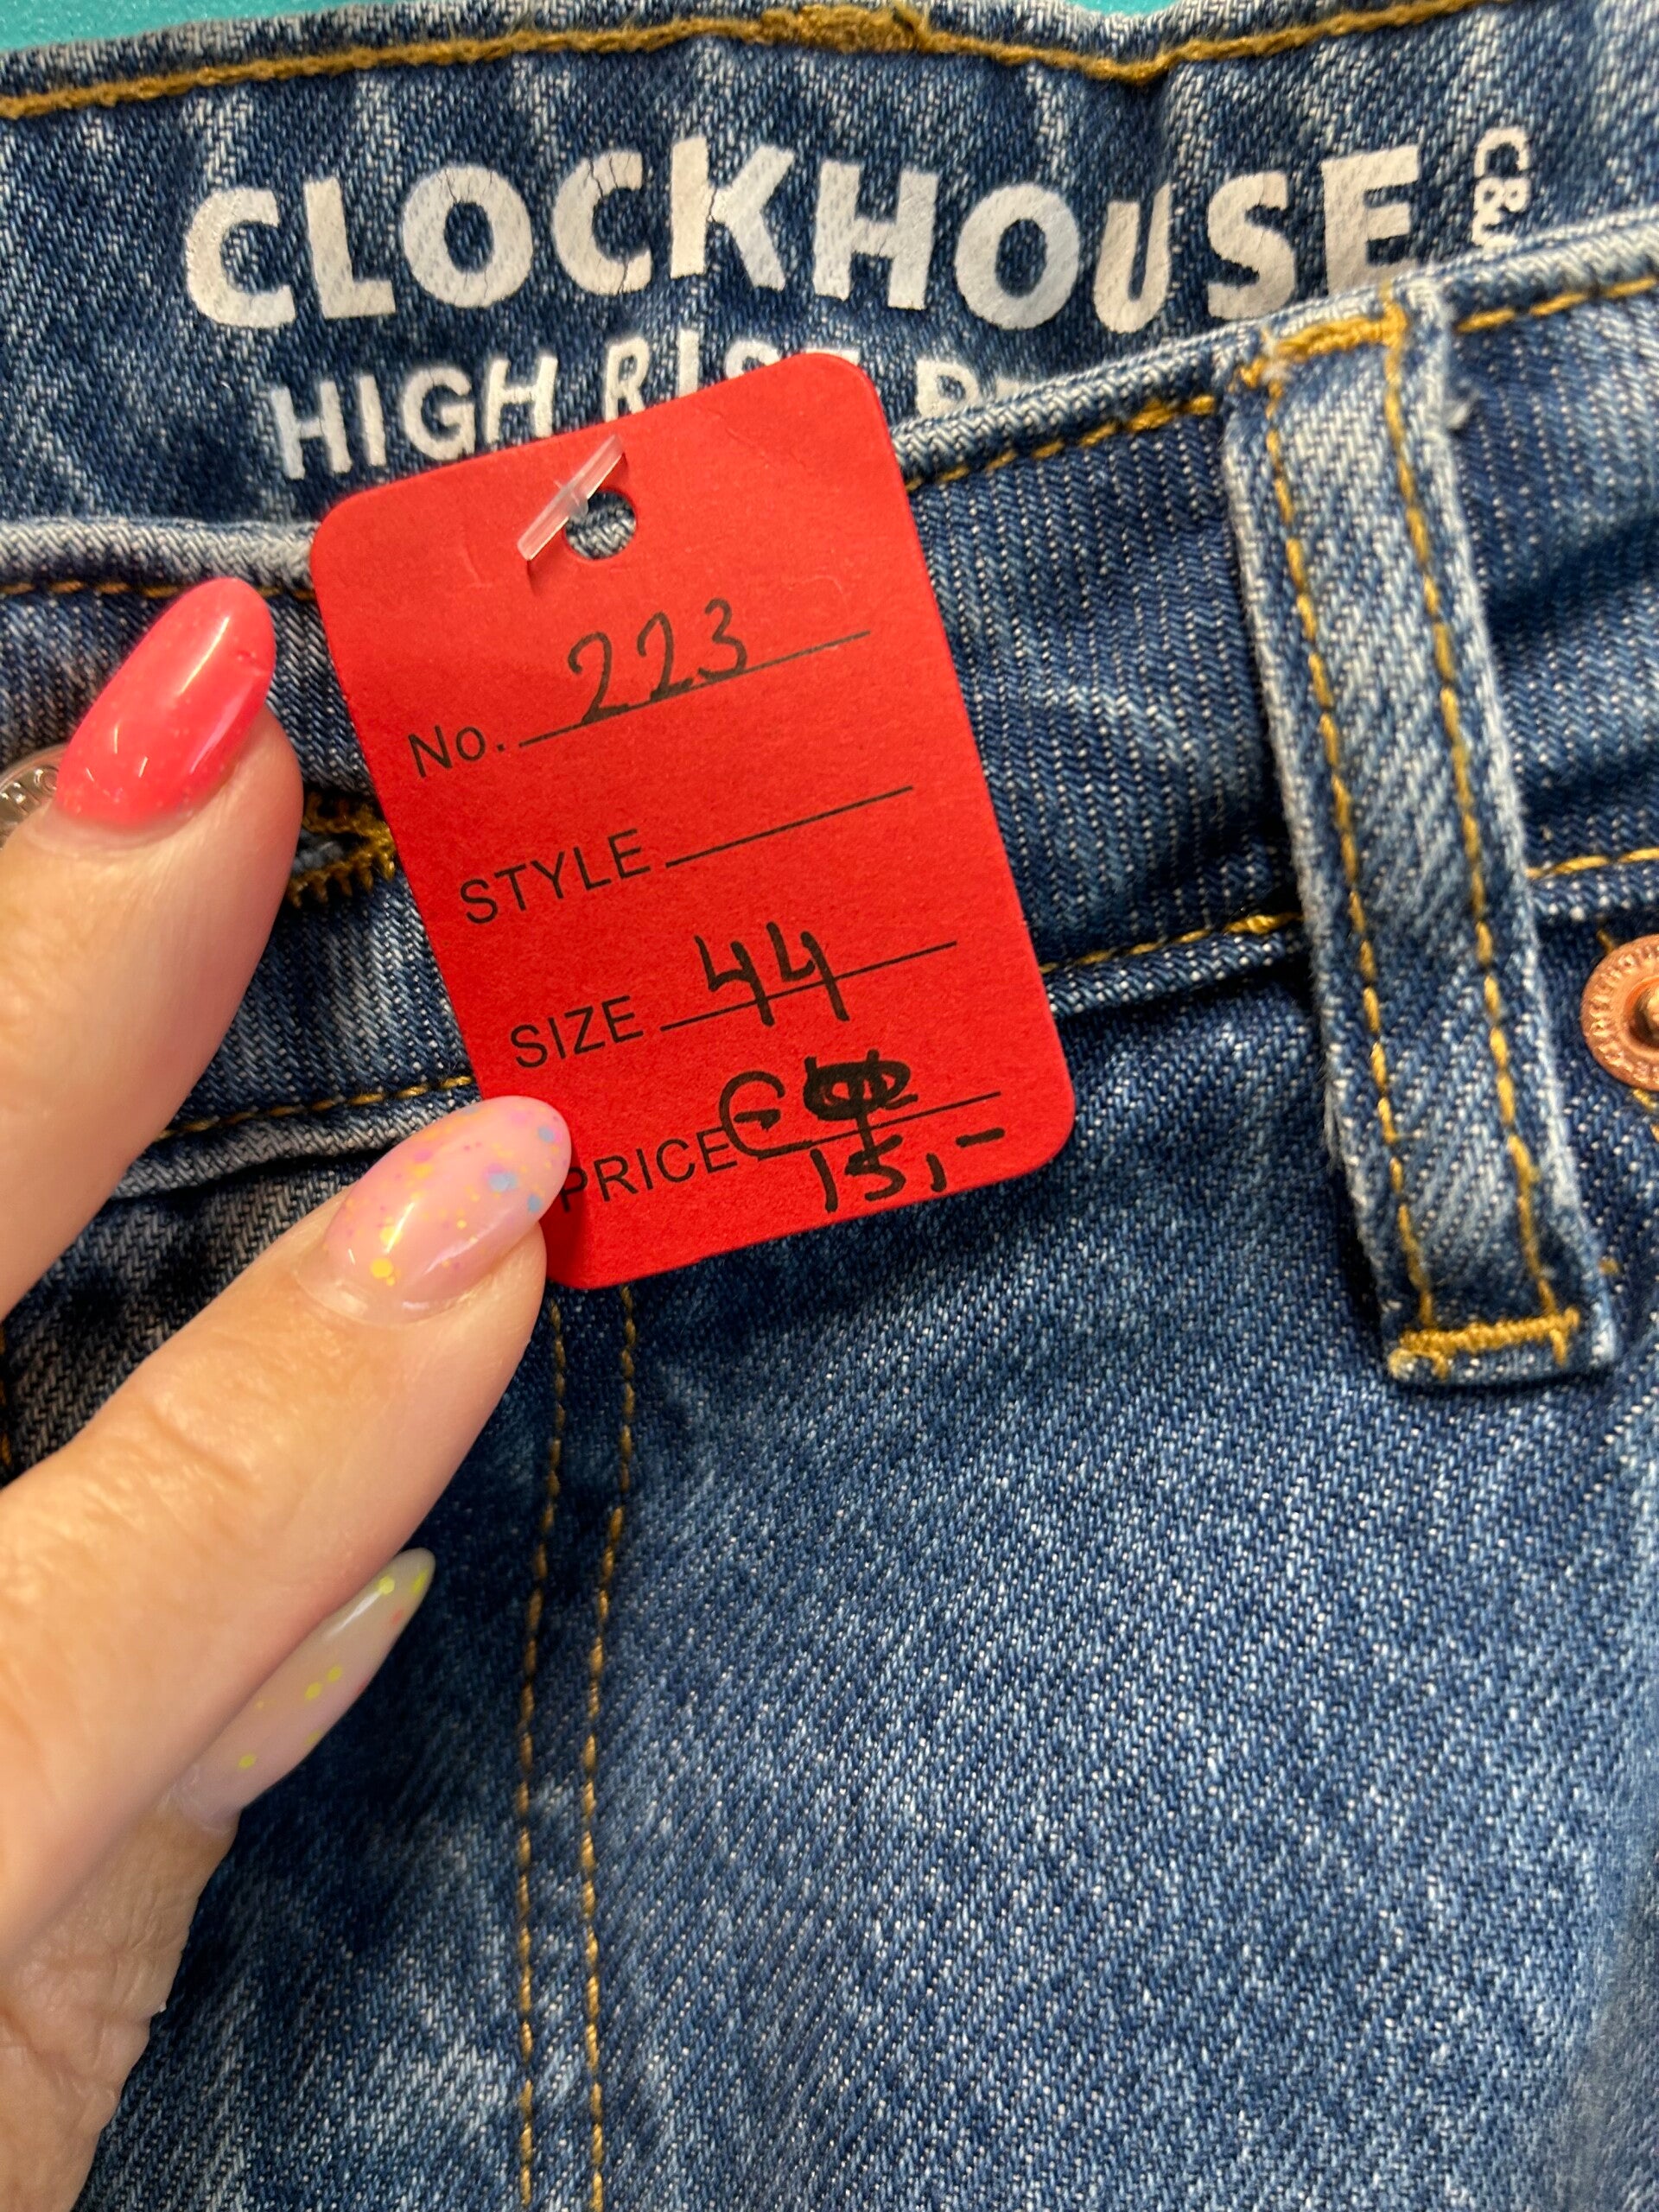 CLOCKHOUSE
C&A
HIGH RISE
No. 223
STYLE
SIZE 44
PRICE €
15,-